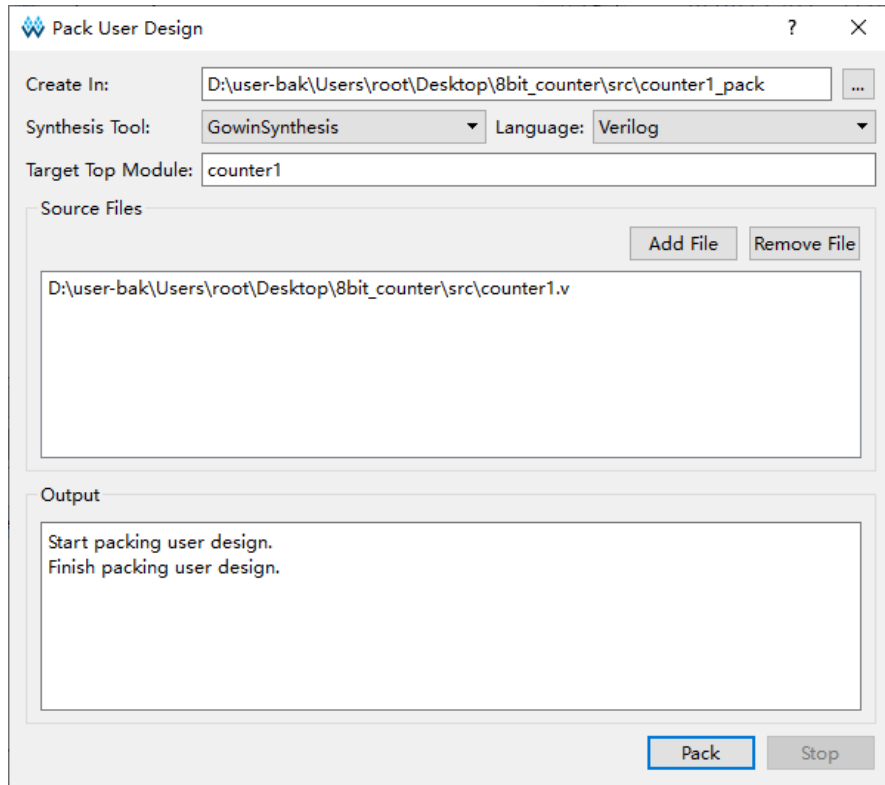 Pack User Design ?
Create In: D:\user-bak\Users\root\Desktop\8bit_counter\src\counter1_pack ...
Synthesis Tool: GowinSynthesis Language: Verilog
Target Top Module: counter1
Source Files
Add File Remove File
D:\user-bak\Users\root\Desktop\8bit_counter\src\counter1.v
Output
Start packing user design.
Finish packing user design.
Pack Stop